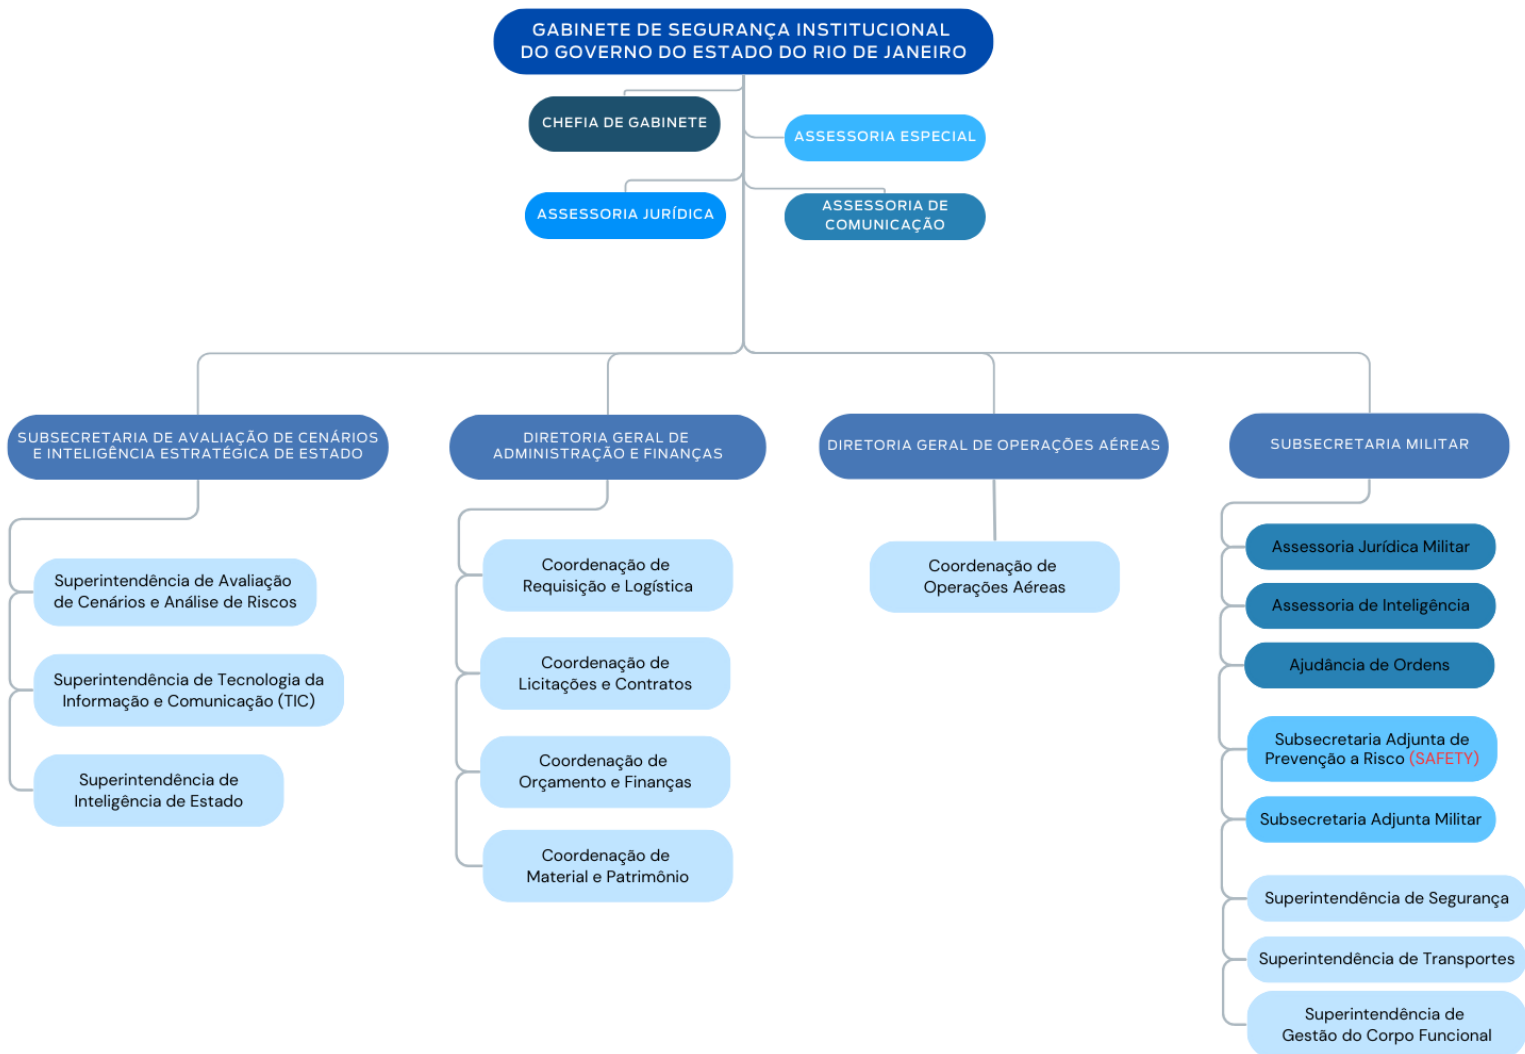 GABINETE DE SEGURANÇA INSTITUCIONAL
DO GOVERNO DO ESTADO DO RIO DE JANEIRO
CHEFIA DE GABINETE
ASSESSORIA ESPECIAL
ASSESSORIA JURÍDICA
ASSESSORIA DE
COMUNICAÇÃO
SUBSECRETARIA DE AVALIAÇÃO DE CENÁRIOS
E INTELIGÊNCIA ESTRATÉGICA DE ESTADO
Superintendência de Avaliação
de Cenários e Análise de Riscos
Superintendência de Tecnologia da
Informação e Comunicação (TIC)
Superintendência de
Inteligência de Estado
DIRETORIA GERAL DE
ADMINISTRAÇÃO E FINANÇAS
Coordenação de
Requisição e Logística
Coordenação de
Licitações e Contratos
Coordenação de
Orçamento e Finanças
Coordenação de
Material e Patrimônio
DIRETORIA GERAL DE OPERAÇÕES AÉREAS
Coordenação de
Operações Aéreas
SUBSECRETARIA MILITAR
Assessoria Jurídica Militar
Assessoria de Inteligência
Ajudância de Ordens
Subsecretaria Adjunta de
Prevenção a Risco (SAFETY)
Subsecretaria Adjunta Militar
Superintendência de Segurança
Superintendência de Transportes
Superintendência de
Gestão do Corpo Funcional